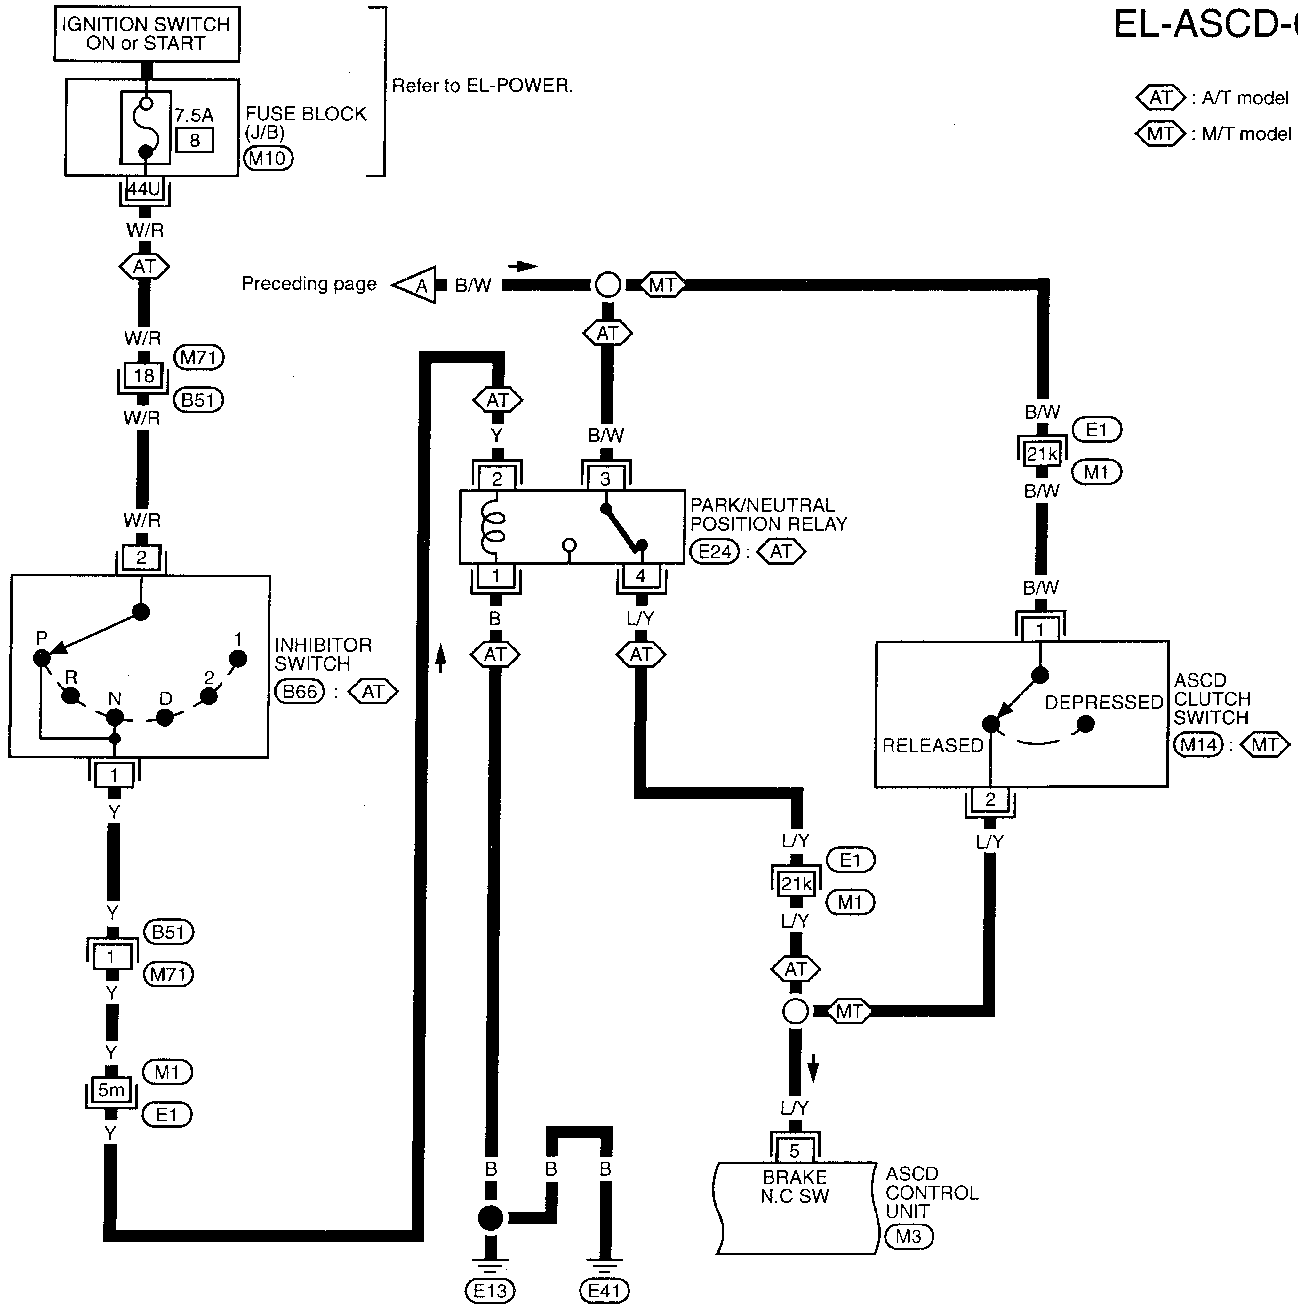 EL-ASCD-
IGNITION SWITCH
ON or START
Refer to EL-POWER.
7.5A
8
FUSE BLOCK
(J/B)
M10
AT : A/T model
MT : M/T model
44U
W/R
AT
W/R
18
M71
B51
W/R
W/R
2
Preceding page
A
B/W
MT
AT
AT
Y
B/W
2
3
PARK/NEUTRAL
POSITION RELAY
E24 : AT
1
4
B
L/Y
AT
AT
B/W
21k
E1
M1
B/W
B/W
1
P
R
N
D
2
1
INHIBITOR
SWITCH
B66 : AT
1
Y
Y
1
B51
M71
Y
Y
5m
M1
E1
Y
DEPRESSED
RELEASED
ASCD
CLUTCH
SWITCH
M14 : MT
2
L/Y
L/Y
21k
E1
M1
L/Y
AT
MT
L/Y
5
BRAKE
N.C SW
ASCD
CONTROL
UNIT
M3
B
B
B
E13
E41